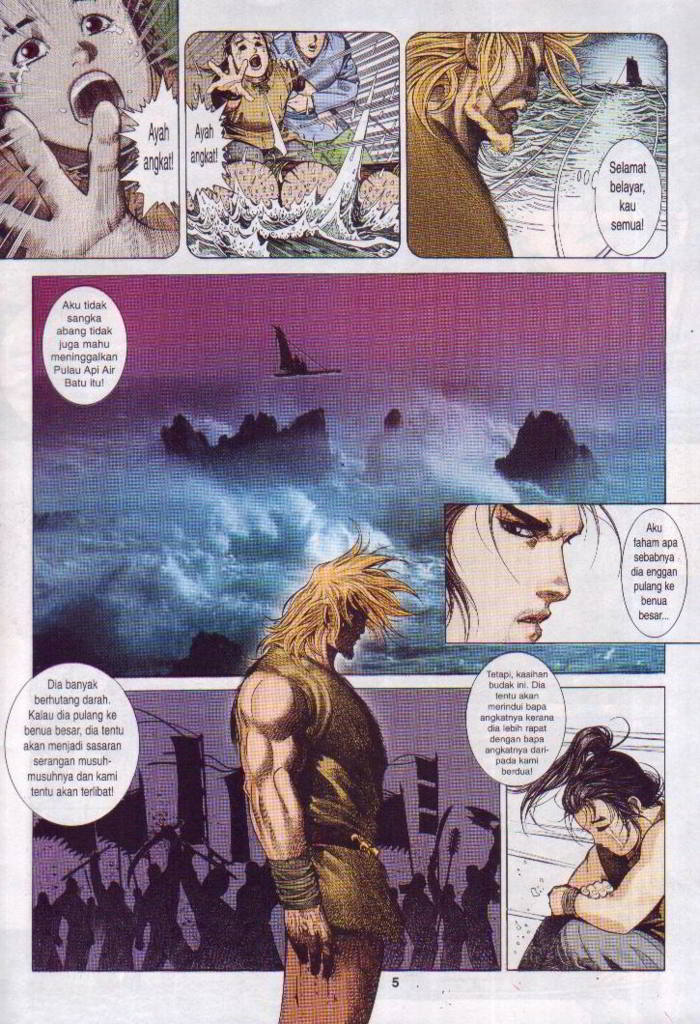 Ayah
angkat!
Ayah
angkat!
Selamat
belayar,
kau
semua!
Aku tidak
sangka
abang tidak
juga mahu
meninggalkan
Pulau Api Air
Batu itu!
Aku
faham apa
sebabnya
dia enggan
pulang ke
benua
besar...
Dia banyak
berhutang darah.
Kalau dia pulang ke
benua besar, dia tentu
akan menjadi sasaran
serangan musuh-
musuhnya dan kami
tentu akan terlibat!
Tetapi, kasihan
budak ini. Dia
tentu akan
merindui bapa
angkatnya kerana
dia lebih rapat
dengan bapa
angkatnya dari-
pada kami
berdua!
5